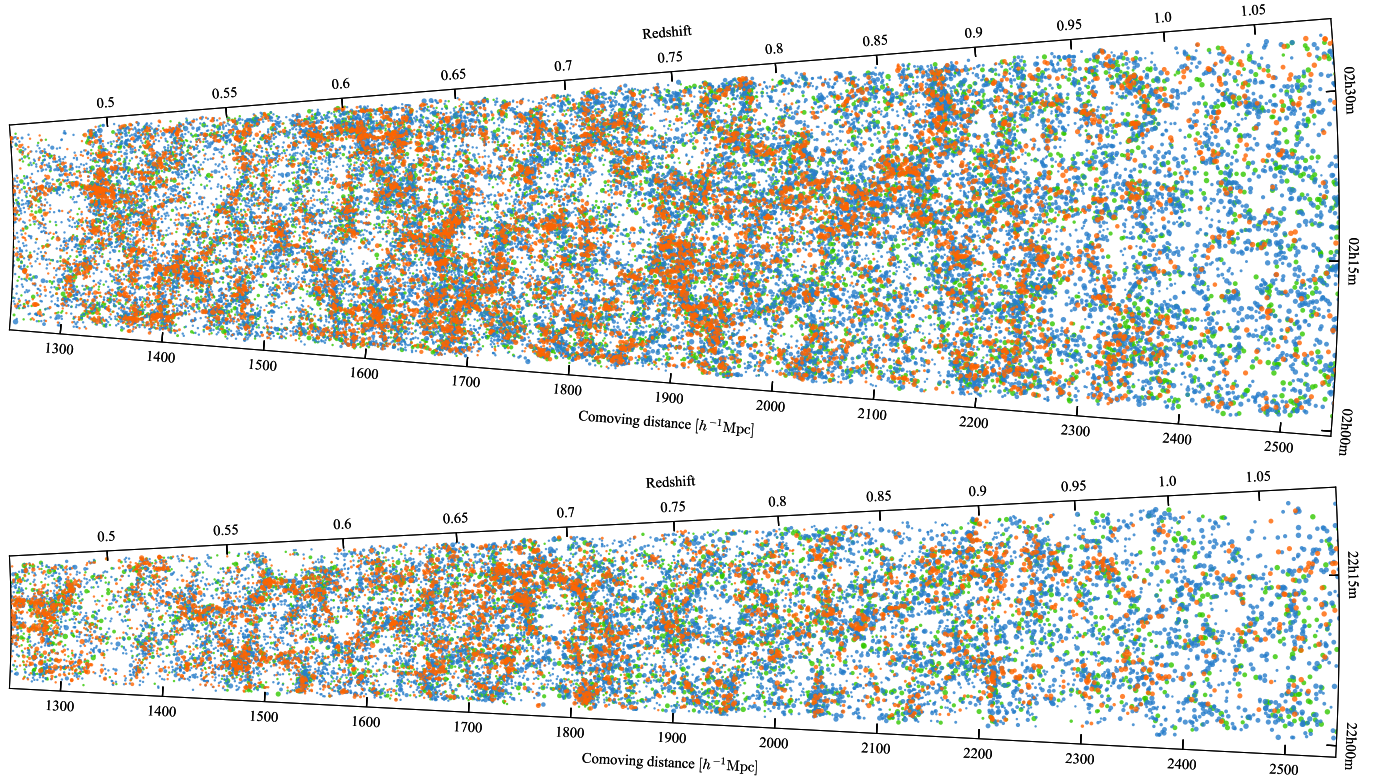 Redshift
0.5 0.55 0.6 0.65 0.7 0.75 0.8 0.85 0.9 0.95 1.0 1.05
02h30m
02h15m
02h00m
1300 1400 1500 1600 1700 1800 1900 2000 2100 2200 2300 2400 2500
Comoving distance [h⁻¹Mpc]
Redshift
0.5 0.55 0.6 0.65 0.7 0.75 0.8 0.85 0.9 0.95 1.0 1.05
22h15m
22h00m
1300 1400 1500 1600 1700 1800 1900 2000 2100 2200 2300 2400 2500
Comoving distance [h⁻¹Mpc]